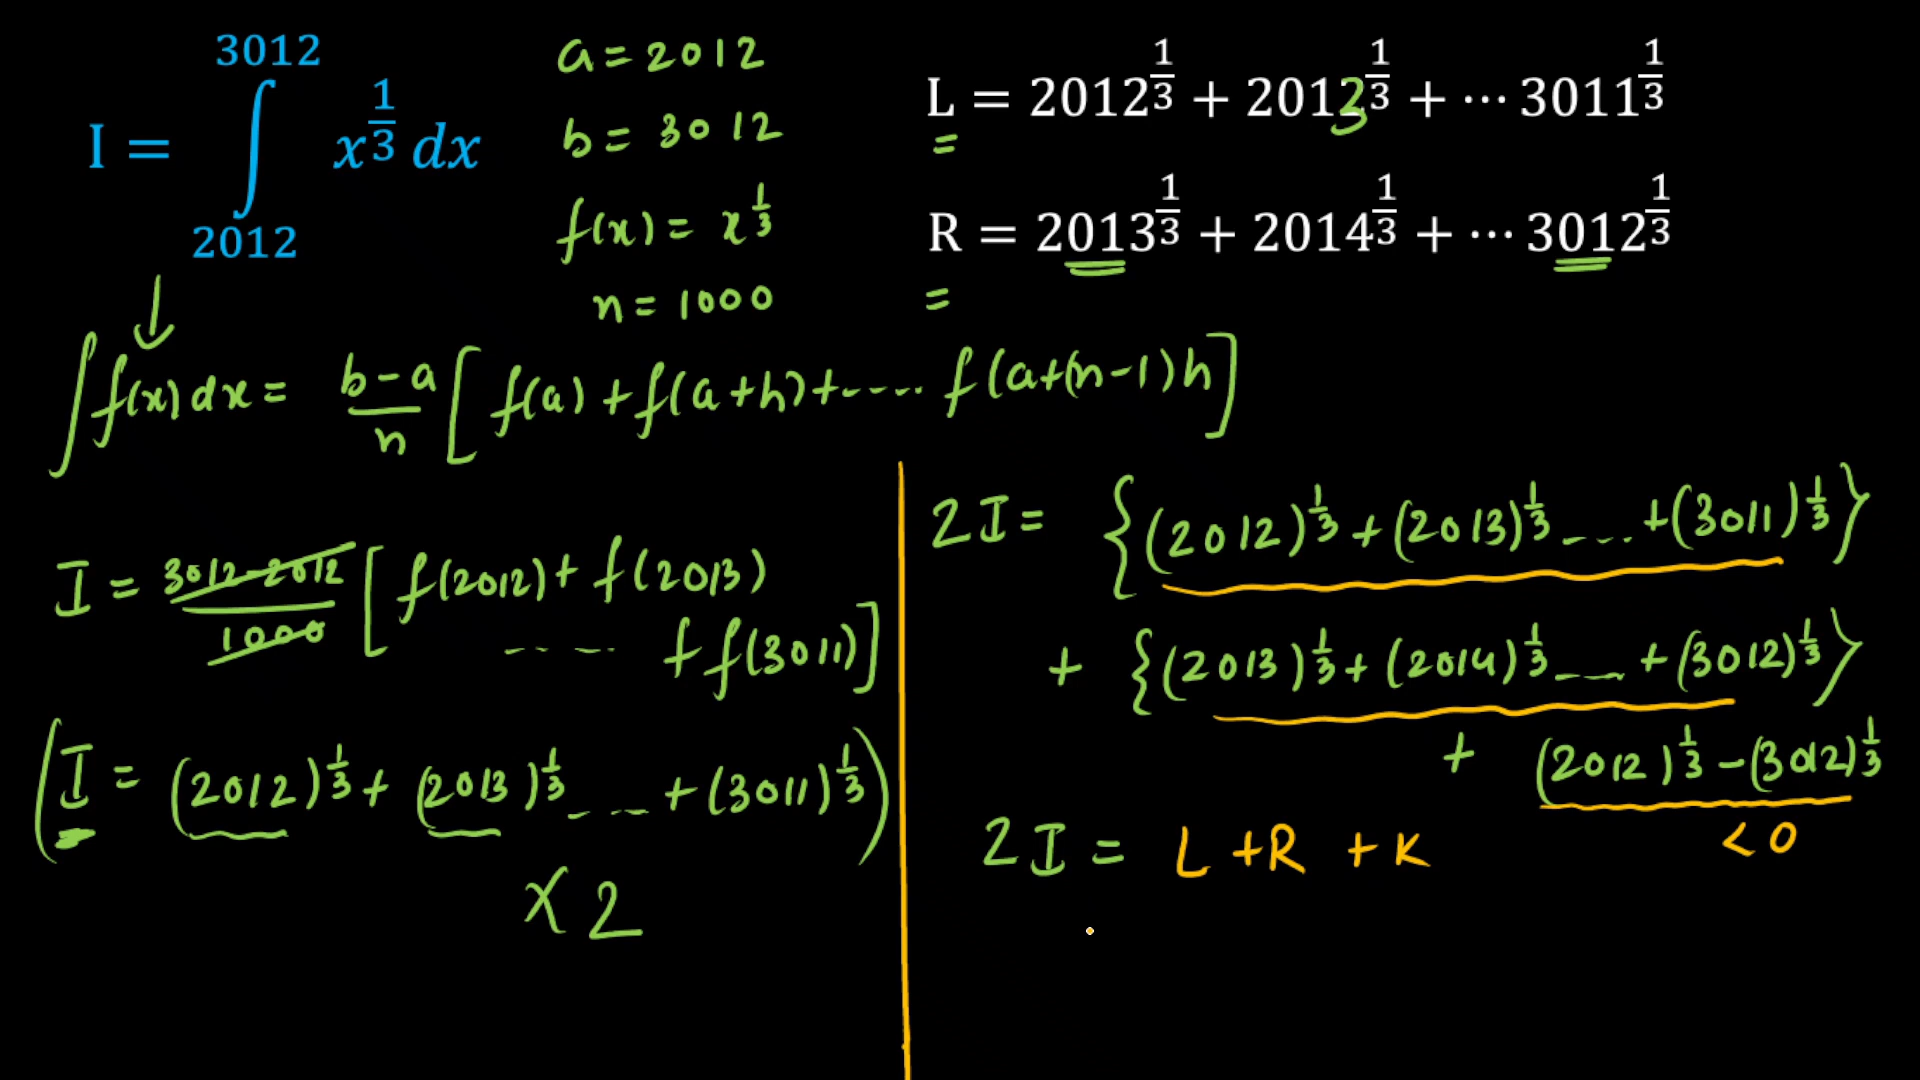 I = ∫_{2012}^{3012} x^{1/3} dx
a = 2012
b = 3012
f(x) = x^{1/3}
n = 1000
L = 2012^{1/3} + 2013^{1/3} + ⋯ 3011^{1/3}
=
R = 2013^{1/3} + 2014^{1/3} + ⋯ 3012^{1/3}
=
↓
∫ f(x) dx = \frac{b-a}{n} [ f(a) + f(a+h) + ---- f(a+(n-1)h ]
I = \frac{3012-2012}{1000} [ f(2012) + f(2013)
---- + f(3011) ]
( I = (2012)^{1/3} + (2013)^{1/3} --- + (3011)^{1/3} )
× 2
2I = {(2012)^{1/3} + (2013)^{1/3} --- + (3011)^{1/3}}
+ {(2013)^{1/3} + (2014)^{1/3} --- + (3012)^{1/3}}
+ (2012)^{1/3} - (3012)^{1/3}
< 0
2I = L + R + K